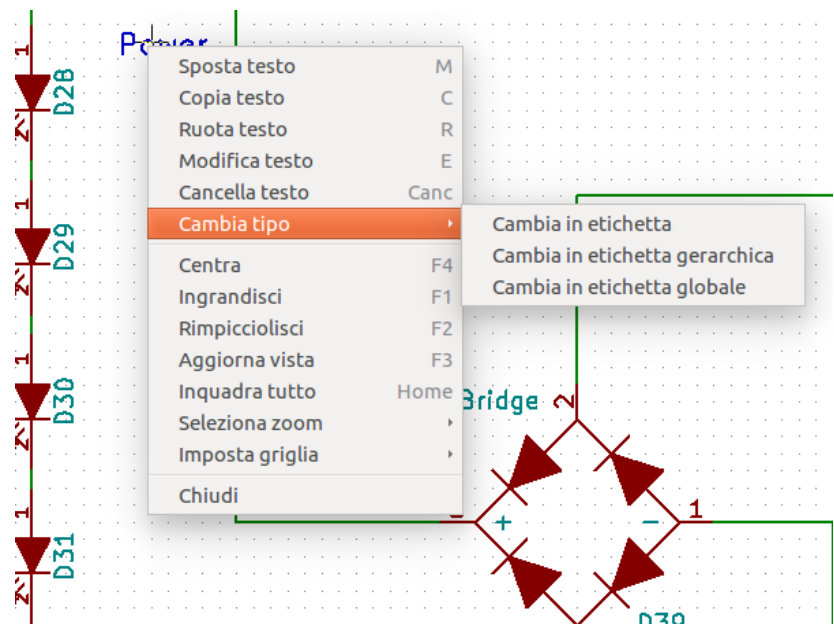 1
D28
2
Power
Sposta testo M
Copia testo C
Ruota testo R
Modifica testo E
Cancella testo Canc
Cambia tipo
Cambia in etichetta
Cambia in etichetta gerarchica
Cambia in etichetta globale
Centra F4
Ingrandisci F1
Rimpicciolisci F2
Aggiorna vista F3
Inquadra tutto Home
Seleziona zoom
Imposta griglia
Chiudi
1
D29
2
1
D30
2
1
D31
2
Bridge
2
+
-
1
D39